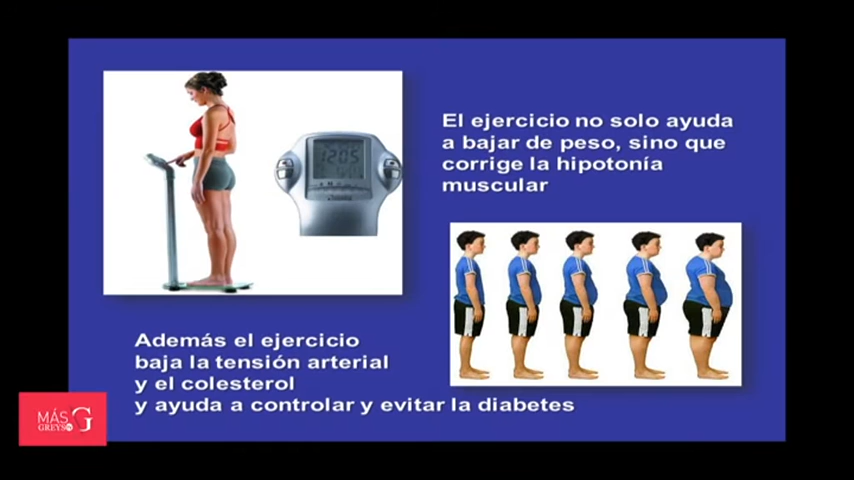 El ejercicio no solo ayuda
a bajar de peso, sino que
corrige la hipotonía
muscular
Además el ejercicio
baja la tensión arterial
y el colesterol
y ayuda a controlar y evitar la diabetes
MÁS G
GREYSTV